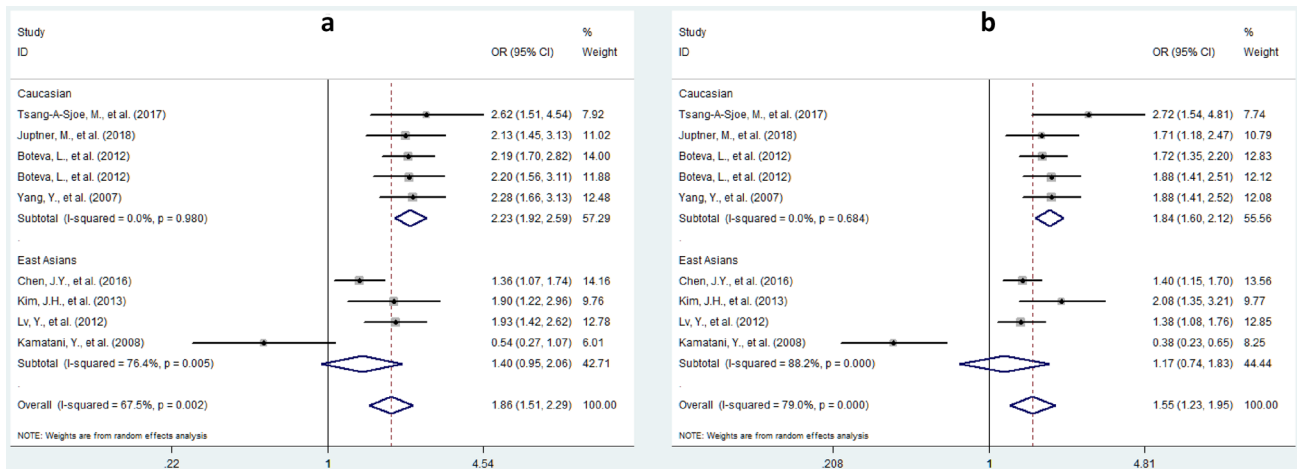 a
Study %
ID OR (95% CI) Weight
Caucasian
Tsang-A-Sjoe, M., et al. (2017) 2.62 (1.51, 4.54) 7.92
Juptner, M., et al. (2018) 2.13 (1.45, 3.13) 11.02
Boteva, L., et al. (2012) 2.19 (1.70, 2.82) 14.00
Boteva, L., et al. (2012) 2.20 (1.56, 3.11) 11.88
Yang, Y., et al. (2007) 2.28 (1.66, 3.13) 12.48
Subtotal (I-squared = 0.0%, p = 0.980) 2.23 (1.92, 2.59) 57.29
.
East Asians
Chen, J.Y., et al. (2016) 1.36 (1.07, 1.74) 14.16
Kim, J.H., et al. (2013) 1.90 (1.22, 2.96) 9.76
Lv, Y., et al. (2012) 1.93 (1.42, 2.62) 12.78
Kamatani, Y., et al. (2008) 0.54 (0.27, 1.07) 6.01
Subtotal (I-squared = 76.4%, p = 0.005) 1.40 (0.95, 2.06) 42.71
.
Overall (I-squared = 67.5%, p = 0.002) 1.86 (1.51, 2.29) 100.00
NOTE: Weights are from random effects analysis
.22 1 4.54
b
Study %
ID OR (95% CI) Weight
Caucasian
Tsang-A-Sjoe, M., et al. (2017) 2.72 (1.54, 4.81) 7.74
Juptner, M., et al. (2018) 1.71 (1.18, 2.47) 10.79
Boteva, L., et al. (2012) 1.72 (1.35, 2.20) 12.83
Boteva, L., et al. (2012) 1.88 (1.41, 2.51) 12.12
Yang, Y., et al. (2007) 1.88 (1.41, 2.52) 12.08
Subtotal (I-squared = 0.0%, p = 0.684) 1.84 (1.60, 2.12) 55.56
.
East Asians
Chen, J.Y., et al. (2016) 1.40 (1.15, 1.70) 13.56
Kim, J.H., et al. (2013) 2.08 (1.35, 3.21) 9.77
Lv, Y., et al. (2012) 1.38 (1.08, 1.76) 12.85
Kamatani, Y., et al. (2008) 0.38 (0.23, 0.65) 8.25
Subtotal (I-squared = 88.2%, p = 0.000) 1.17 (0.74, 1.83) 44.44
.
Overall (I-squared = 79.0%, p = 0.000) 1.55 (1.23, 1.95) 100.00
NOTE: Weights are from random effects analysis
.208 1 4.81